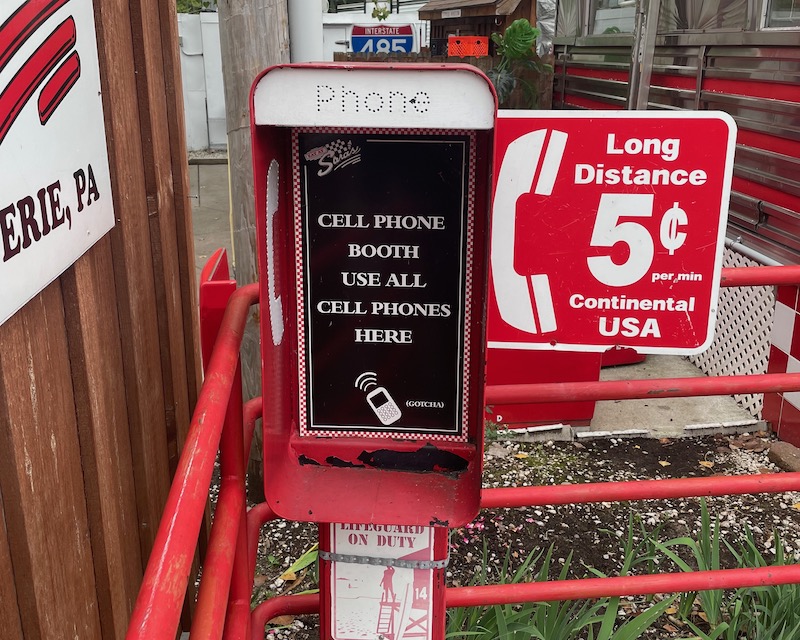 INTERSTATE
485
Phone
Sara's
CELL PHONE
BOOTH
USE ALL
CELL PHONES
HERE
(GOTCHA)
Long
Distance
5¢
per min
Continental
USA
ERIE, PA
LIFEGUARD
ON DUTY
14